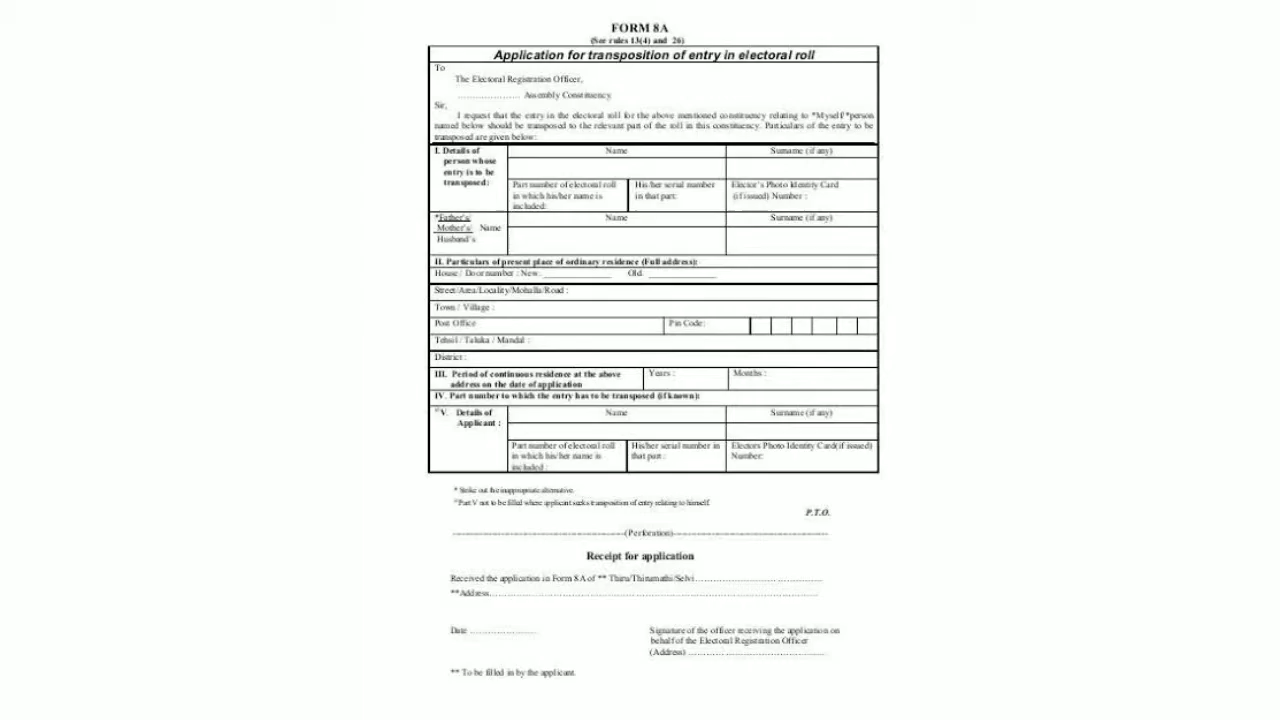 FORM 8A
(See rules 13(4) and 26)
Application for transposition of entry in electoral roll
To
The Electoral Registration Officer,
………………… Assembly Constituency.
Sir,
I request that the entry in the electoral roll for the above mentioned constituency relating to *Myself/*person
named below should be transposed to the relevant part of the roll in this constituency. Particulars of the entry to be
transposed are given below:
I. Details of person whose entry is to be transposed:
Name Surname (if any)
Part number of electoral roll in which his/her name is included:
His/her serial number in that part:
Elector's Photo Identity Card (if issued) Number :
*Father's/ Mother's/ Husband's Name
Name Surname (if any)
II. Particulars of present place of ordinary residence (Full address):
House / Door number : New: ______________ Old. ______________
Street/Area/Locality/Mohalla/Road :
Town / Village :
Post Office Pin Code:
Tehsil / Taluka / Mandal :
District :
III. Period of continuous residence at the above address on the date of application
Years : Months :
IV. Part number to which the entry has to be transposed (if known):
V. Details of Applicant :
Name Surname (if any)
Part number of electoral roll in which his/her name is included :
His/her serial number in that part :
Electors Photo Identity Card(if issued) Number:
* Strike out the inappropriate alternative.
Part V not to be filled where applicant seeks transposition of entry relating to himself.
P.T.O.
----------------------------------------(Perforation)----------------------------------------
Receipt for application
Received the application in Form 8A of ** Thiru/Thirumathi/Selvi……………………………………
**Address…………………………………………………………………………………………
Date ………………….
Signature of the officer receiving the application on
behalf of the Electoral Registration Officer
(Address) ……………………………………
** To be filled in by the applicant.